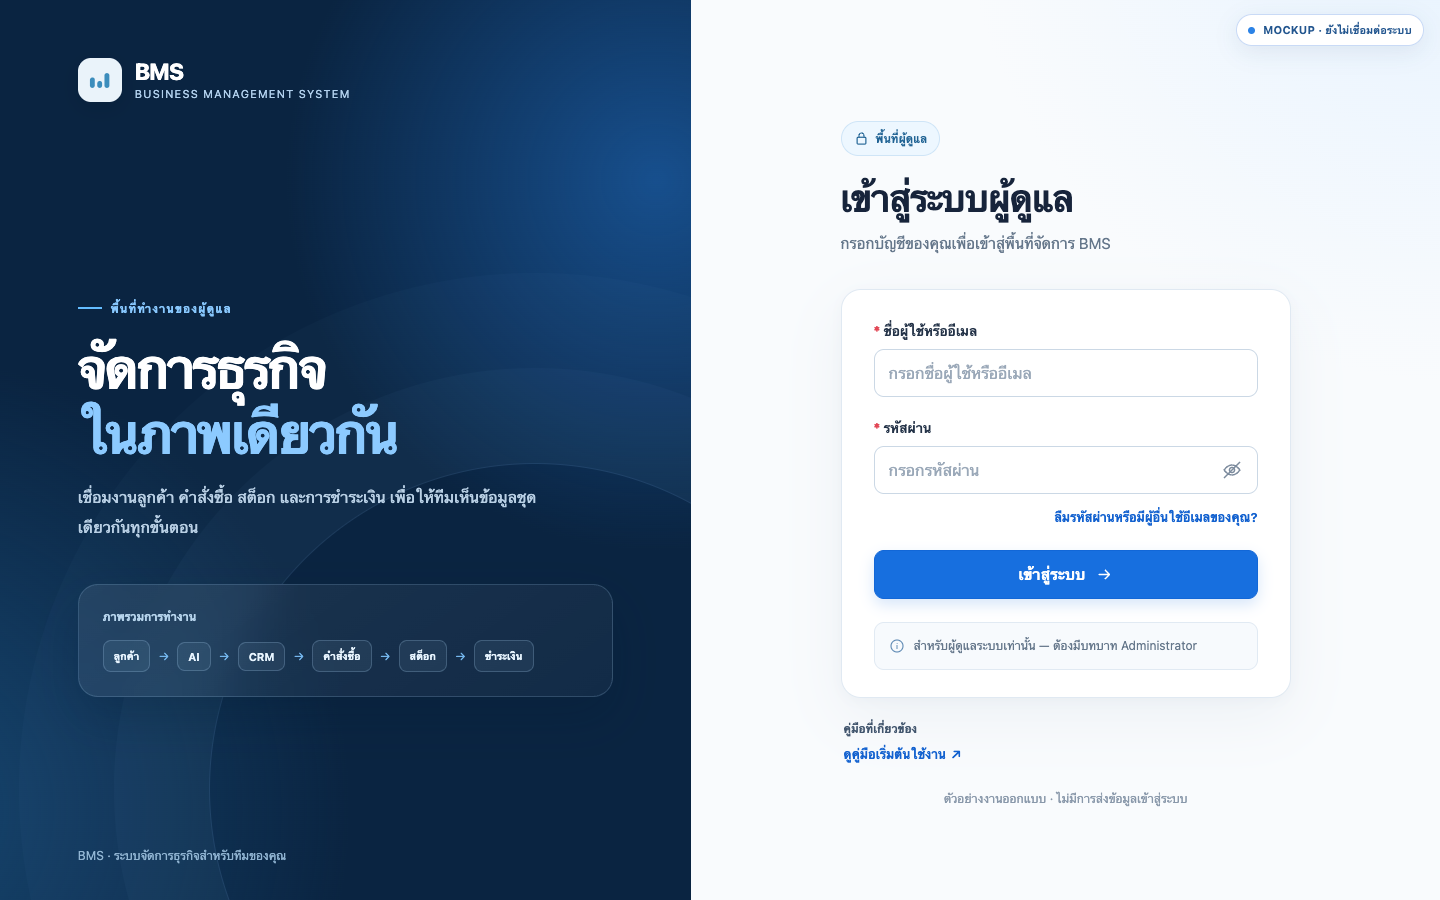 BMS
BUSINESS MANAGEMENT SYSTEM
พื้นที่ทำงานของผู้ดูแล
จัดการธุรกิจ
ในภาพเดียวกัน
เชื่อมงานลูกค้า คำสั่งซื้อ สต็อก และการชำระเงิน เพื่อให้ทีมเห็นข้อมูลชุด
เดียวกันทุกขั้นตอน
ภาพรวมการทำงาน
ลูกค้า → AI → CRM → คำสั่งซื้อ → สต็อก → ชำระเงิน
BMS · ระบบจัดการธุรกิจสำหรับทีมของคุณ
MOCKUP · ยังไม่เชื่อมต่อระบบ
พื้นที่ผู้ดูแล
เข้าสู่ระบบผู้ดูแล
กรอกบัญชีของคุณเพื่อเข้าสู่พื้นที่จัดการ BMS
* ชื่อผู้ใช้หรืออีเมล
กรอกชื่อผู้ใช้หรืออีเมล
* รหัสผ่าน
กรอกรหัสผ่าน
ลืมรหัสผ่านหรือมีผู้อื่นใช้อีเมลของคุณ?
เข้าสู่ระบบ →
สำหรับผู้ดูแลระบบเท่านั้น — ต้องมีบทบาท Administrator
คู่มือที่เกี่ยวข้อง
ดูคู่มือเริ่มต้นใช้งาน ↗
ตัวอย่างงานออกแบบ · ไม่มีการส่งข้อมูลเข้าสู่ระบบ